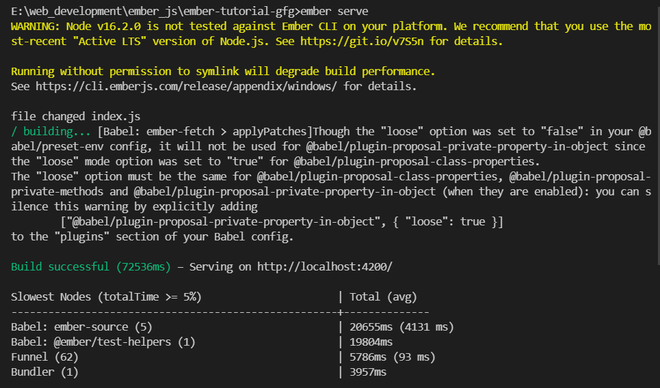 E:\web_development\ember_js\ember-tutorial-gfg>ember serve
WARNING: Node v16.2.0 is not tested against Ember CLI on your platform. We recommend that you use the mo
st-recent "Active LTS" version of Node.js. See https://git.io/v7S5n for details.
Running without permission to symlink will degrade build performance.
See https://cli.emberjs.com/release/appendix/windows/ for details.
file changed index.js
/ building... [Babel: ember-fetch > applyPatches]Though the "loose" option was set to "false" in your @b
abel/preset-env config, it will not be used for @babel/plugin-proposal-private-property-in-object since
the "loose" mode option was set to "true" for @babel/plugin-proposal-class-properties.
The "loose" option must be the same for @babel/plugin-proposal-class-properties, @babel/plugin-proposal-
private-methods and @babel/plugin-proposal-private-property-in-object (when they are enabled): you can s
ilence this warning by explicitly adding
["@babel/plugin-proposal-private-property-in-object", { "loose": true }]
to the "plugins" section of your Babel config.
Build successful (72536ms) – Serving on http://localhost:4200/
Slowest Nodes (totalTime >= 5%) | Total (avg)
-------------------------------------------------+-------------
Babel: ember-source (5) | 20655ms (4131 ms)
Babel: @ember/test-helpers (1) | 19804ms
Funnel (62) | 5786ms (93 ms)
Bundler (1) | 3957ms